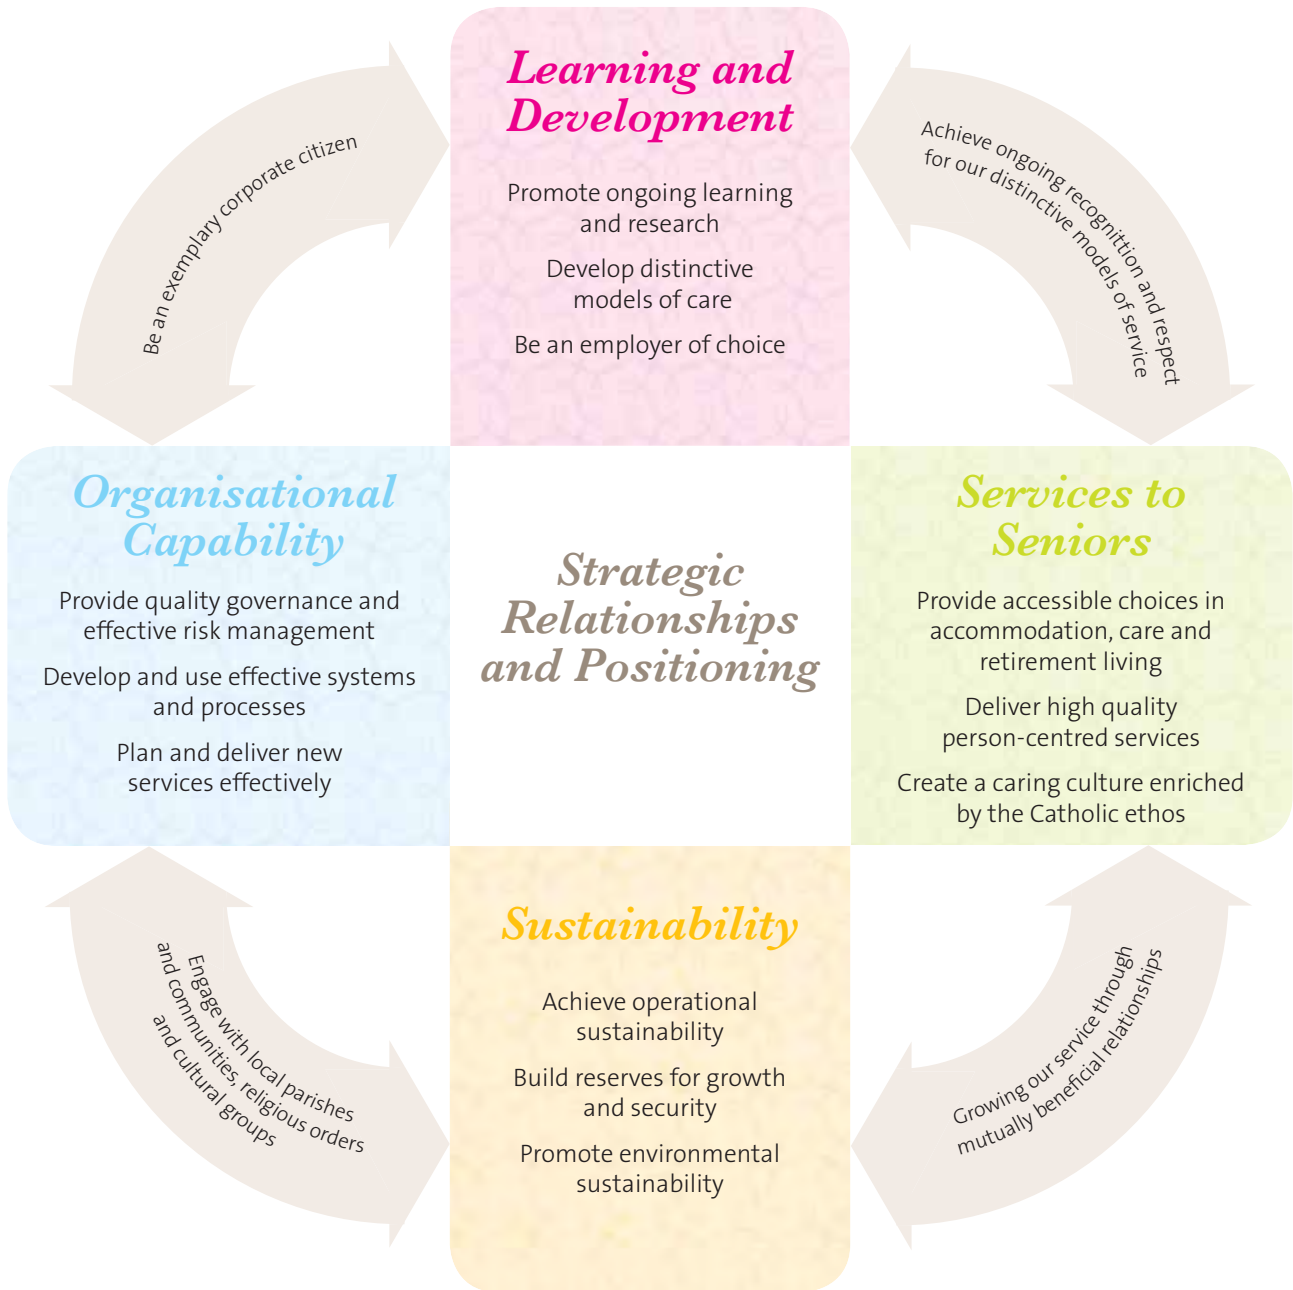 Learning and
Development
Promote ongoing learning
and research
Develop distinctive
models of care
Be an employer of choice
Be an exemplary corporate citizen
Achieve ongoing recognittion and respect
for our distinctive models of service
Organisational
Capability
Provide quality governance and
effective risk management
Develop and use effective systems
and processes
Plan and deliver new
services effectively
Strategic
Relationships
and Positioning
Services to
Seniors
Provide accessible choices in
accommodation, care and
retirement living
Deliver high quality
person-centred services
Create a caring culture enriched
by the Catholic ethos
Engage with local parishes
and communities, religious orders
and cultural groups
Sustainability
Achieve operational
sustainability
Build reserves for growth
and security
Promote environmental
sustainability
Growing our service through
mutually beneficial relationships